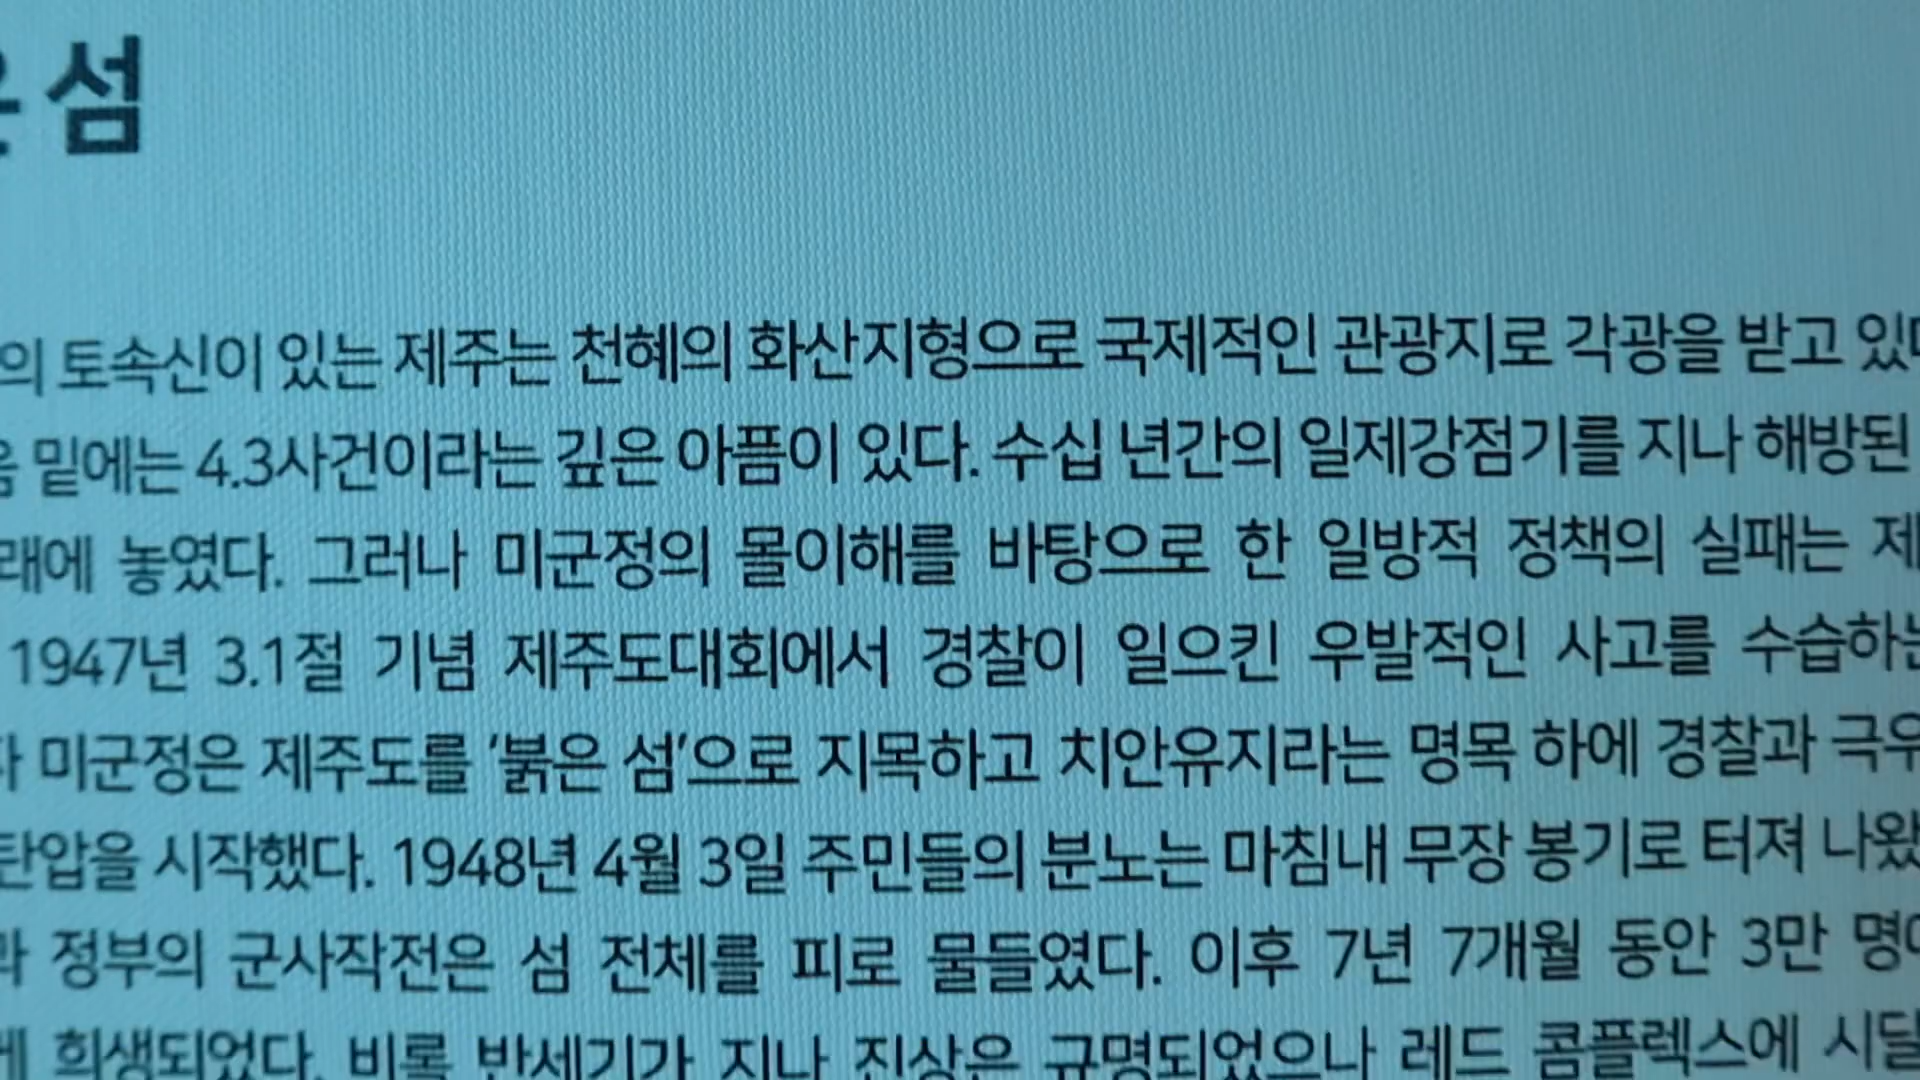 섬
의 토속신이 있는 제주는 천혜의 화산지형으로 국제적인 관광지로 각광을 받고
밑에는 4.3사건이라는 깊은 아픔이 있다. 수십 년간의 일제강점기를 지나 해방된
래에 놓였다. 그러나 미군정의 몰이해를 바탕으로 한 일방적 정책의 실패는 제
1947년 3.1절 기념 제주도대회에서 경찰이 일으킨 우발적인 사고를 수습하는
미군정은 제주도를 '붉은 섬'으로 지목하고 치안유지라는 명목 하에 경찰과 극우
탄압을 시작했다. 1948년 4월 3일 주민들의 분노는 마침내 무장 봉기로 터져 나왔
정부의 군사작전은 섬 전체를 피로 물들였다. 이후 7년 7개월 동안 3만
희생되었다. 비록 반세기가 지나 진상은 규명되었으나 레드 콤플렉스에